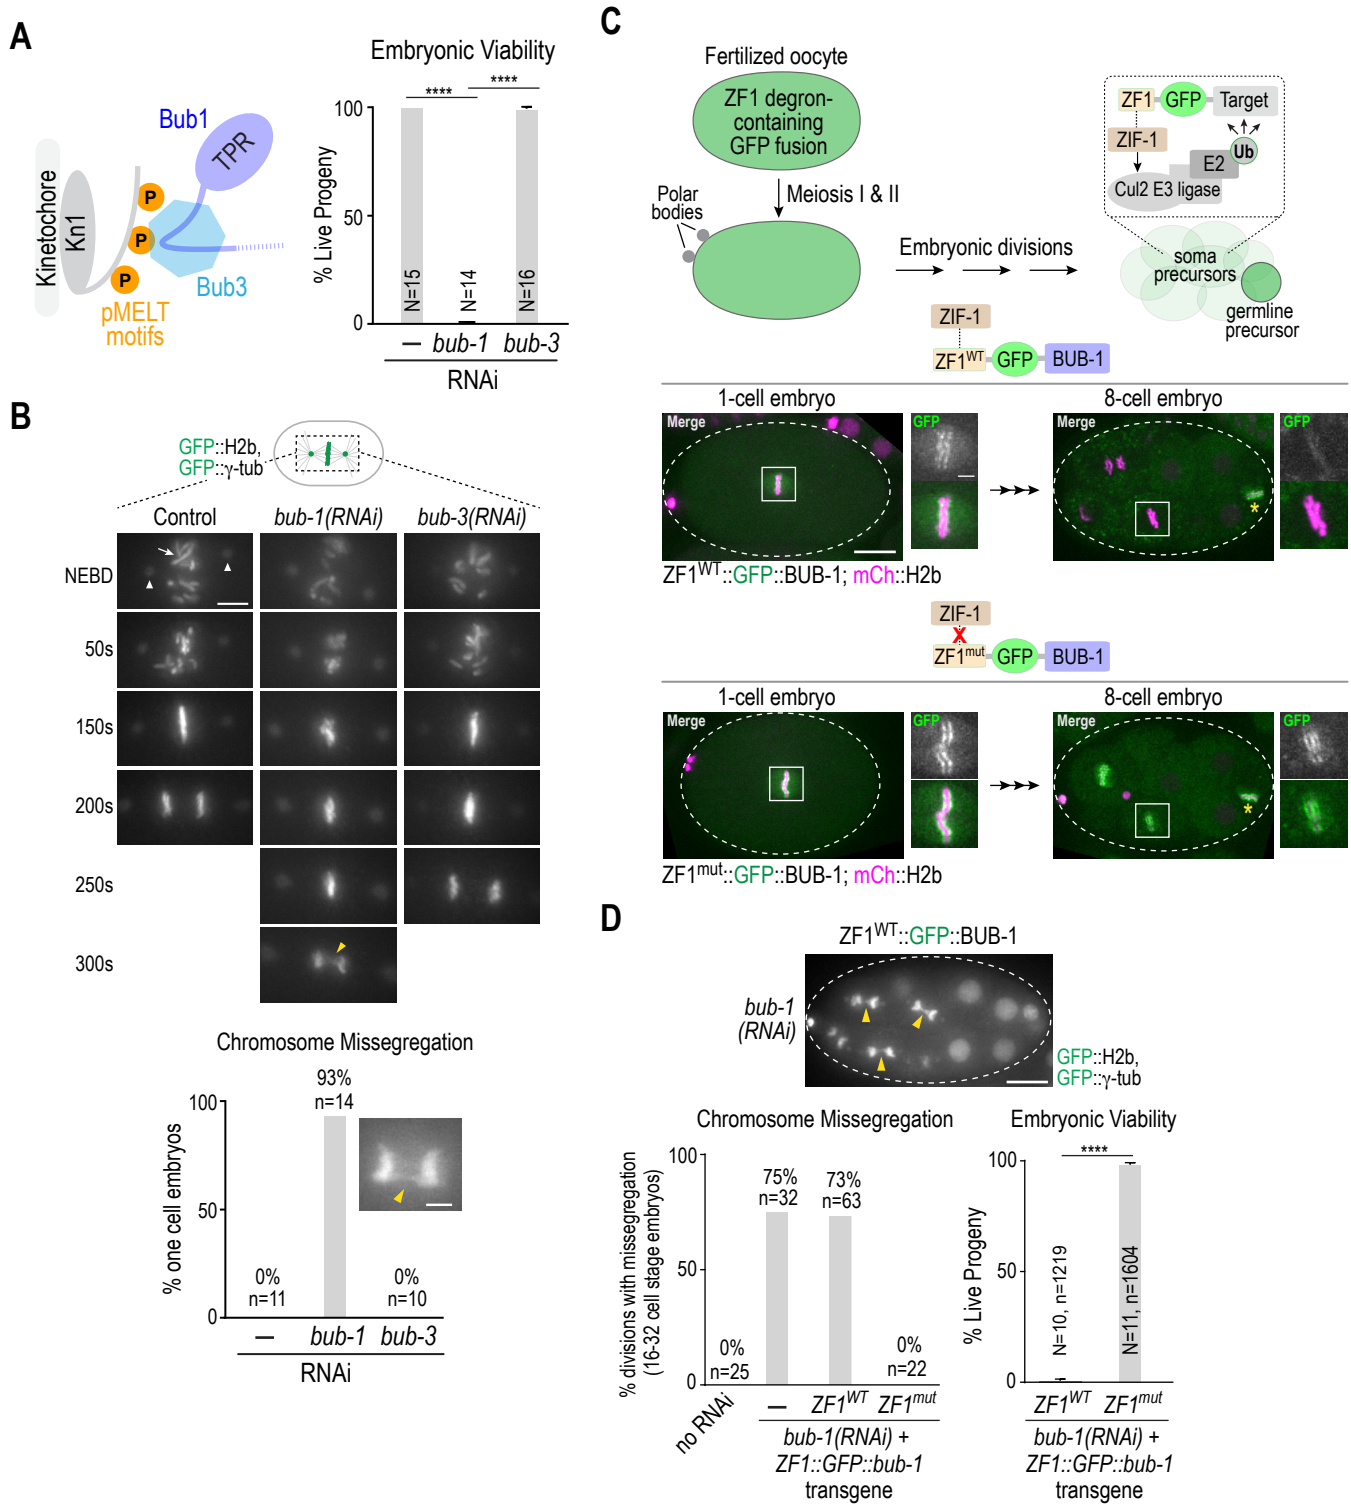 A
Kinetochore
Kn1
Bub1
TPR
P
P
P
Bub3
pMELT
motifs
Embryonic Viability
****
****
% Live Progeny
100
50
0
N=15
N=14
N=16
–
bub-1
bub-3
RNAi
B
GFP::H2b,
GFP::γ-tub
Control
bub-1(RNAi)
bub-3(RNAi)
NEBD
50s
150s
200s
250s
300s
Chromosome Missegregation
% one cell embryos
100
50
0
0%
n=11
93%
n=14
0%
n=10
–
bub-1
bub-3
RNAi
C
Fertilized oocyte
ZF1 degron-
containing
GFP fusion
Meiosis I & II
Polar
bodies
Embryonic divisions
ZF1
GFP
Target
ZIF-1
E2
Ub
Cul2 E3 ligase
soma
precursors
germline
precursor
ZIF-1
ZF1WT
GFP
BUB-1
1-cell embryo
8-cell embryo
Merge
GFP
Merge
GFP
*
ZF1WT::GFP::BUB-1; mCh::H2b
ZIF-1
X
ZF1mut
GFP
BUB-1
1-cell embryo
8-cell embryo
Merge
GFP
Merge
GFP
*
ZF1mut::GFP::BUB-1; mCh::H2b
D
ZF1WT::GFP::BUB-1
bub-1
(RNAi)
GFP::H2b,
GFP::γ-tub
Chromosome Missegregation
% divisions with missegregation
(16-32 cell stage embryos)
100
50
0
0%
n=25
75%
n=32
73%
n=63
0%
n=22
no RNAi
–
ZF1WT
ZF1mut
bub-1(RNAi) +
ZF1::GFP::bub-1
transgene
Embryonic Viability
****
% Live Progeny
100
50
0
N=10, n=1219
N=11, n=1604
ZF1WT
ZF1mut
bub-1(RNAi) +
ZF1::GFP::bub-1
transgene